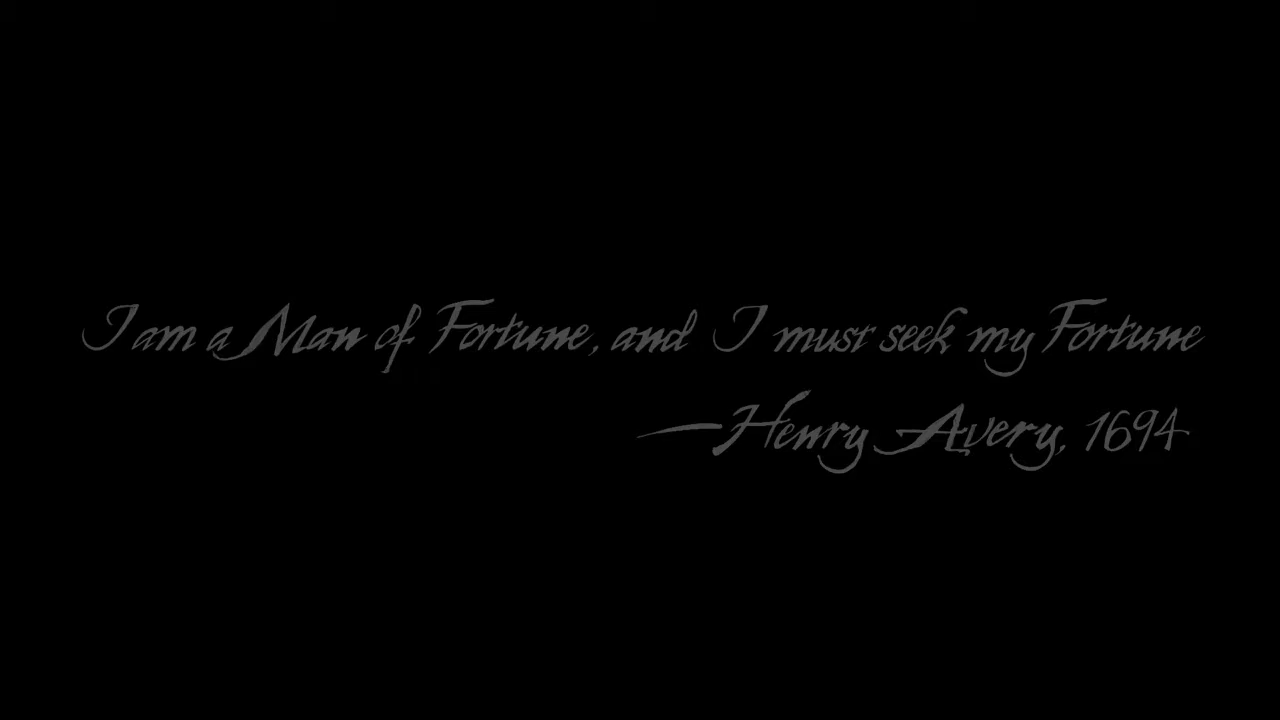 I am a Man of Fortune, and I must seek my Fortune
—Henry Avery, 1694